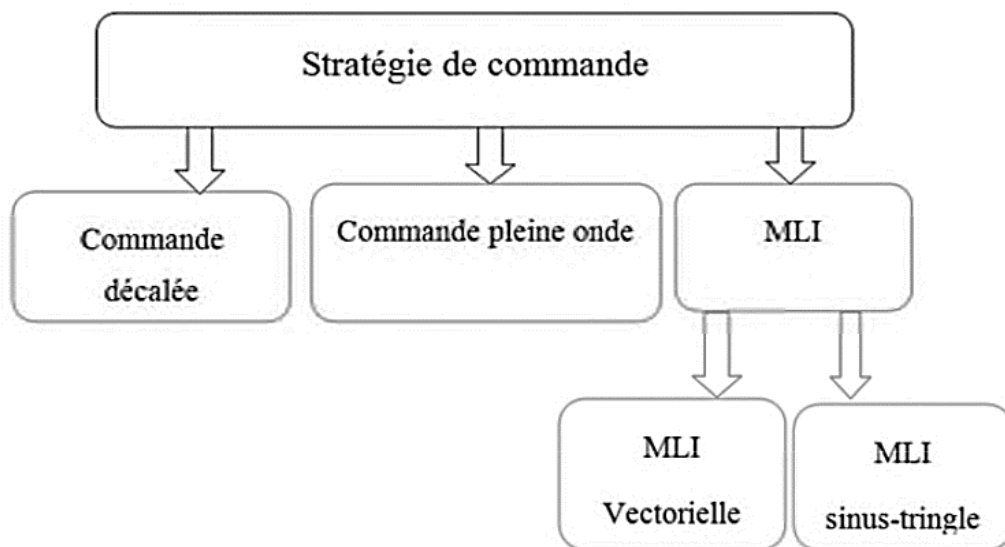 Stratégie de commande
Commande
décalée
Commande pleine onde
MLI
MLI
Vectorielle
MLI
sinus-tringle